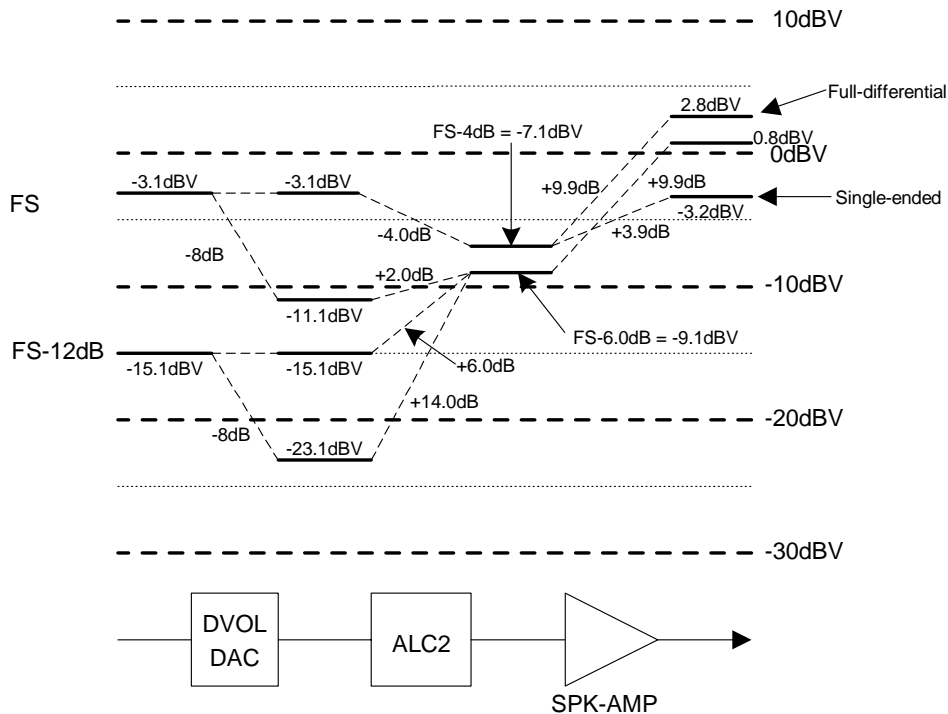 10dBV
Full-differential
2.8dBV
FS-4dB = -7.1dBV
0.8dBV
0dBV
-3.1dBV
-3.1dBV
+9.9dB
+9.9dB
Single-ended
FS
-3.2dBV
-4.0dB
+3.9dB
-8dB
+2.0dB
-10dBV
-11.1dBV
FS-6.0dB = -9.1dBV
FS-12dB
-15.1dBV
-15.1dBV
+6.0dB
+14.0dB
-8dB
-20dBV
-23.1dBV
-30dBV
DVOL
DAC
ALC2
SPK-AMP